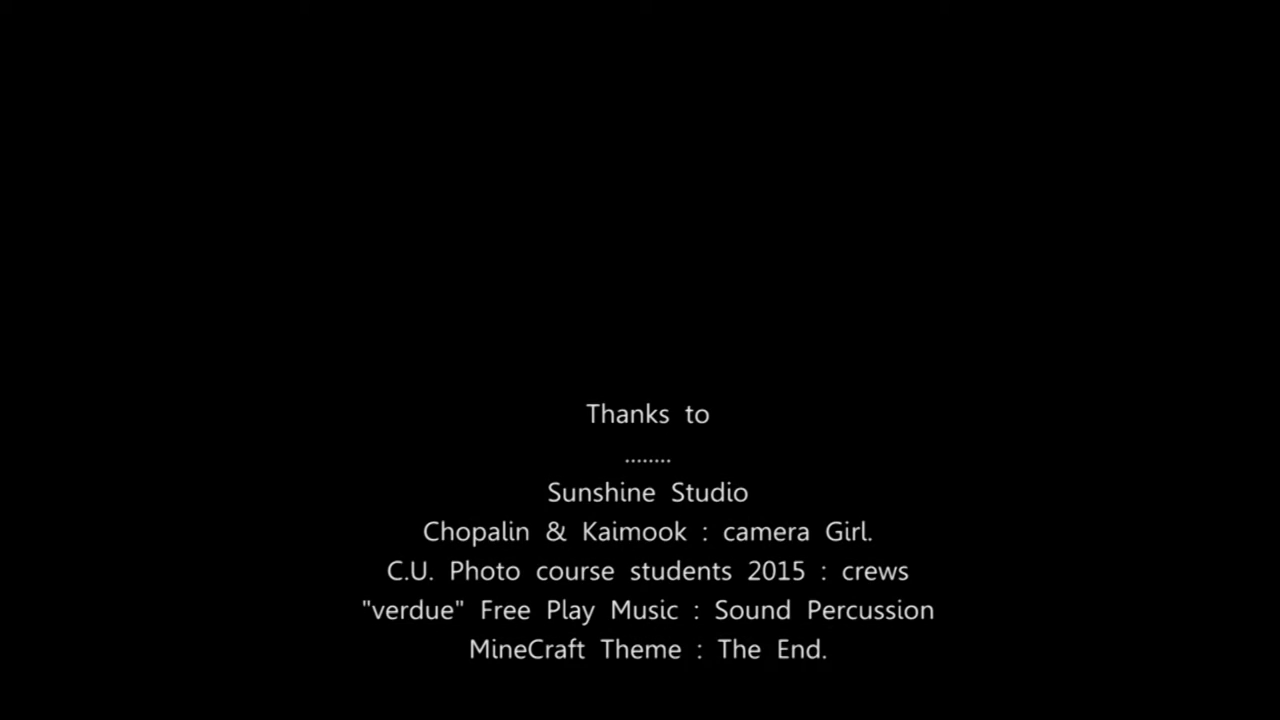 Thanks to
........
Sunshine Studio
Chopalin & Kaimook : camera Girl.
C.U. Photo course students 2015 : crews
"verdue" Free Play Music : Sound Percussion
MineCraft Theme : The End.